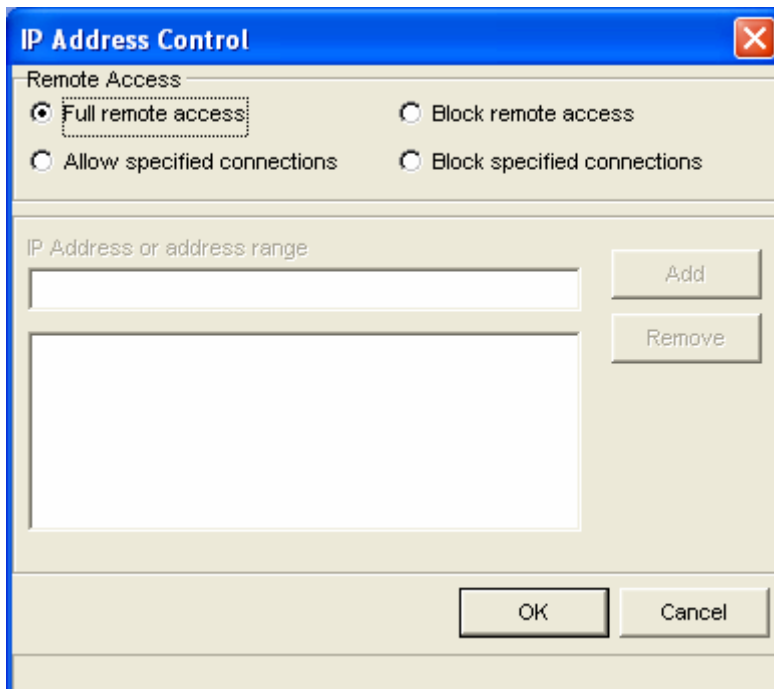 IP Address Control
Remote Access
Full remote access
Block remote access
Allow specified connections
Block specified connections
IP Address or address range
Add
Remove
OK
Cancel